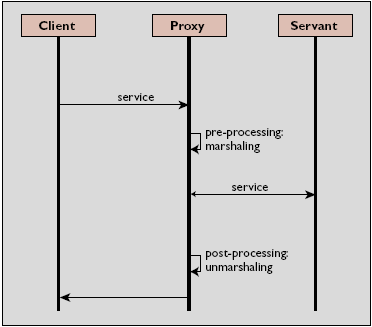 Client
Proxy
Servant
service
pre-processing:
marshaling
service
post-processing:
unmarshaling